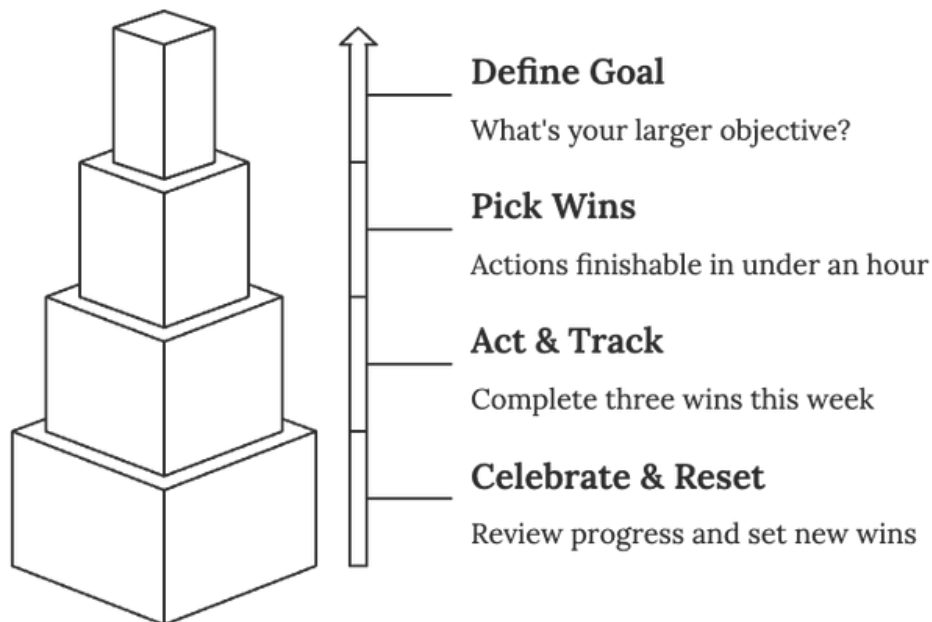 Define Goal
What's your larger objective?
Pick Wins
Actions finishable in under an hour
Act & Track
Complete three wins this week
Celebrate & Reset
Review progress and set new wins